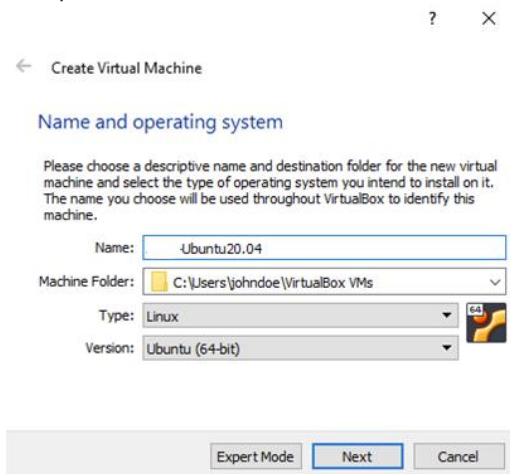 ? ×
← Create Virtual Machine
Name and operating system
Please choose a descriptive name and destination folder for the new virtual
machine and select the type of operating system you intend to install on it.
The name you choose will be used throughout VirtualBox to identify this
machine.
Name: -Ubuntu20.04
Machine Folder: C:\Users\johndoe\VirtualBox VMs
Type: Linux
64
Version: Ubuntu (64-bit)
Expert Mode Next Cancel